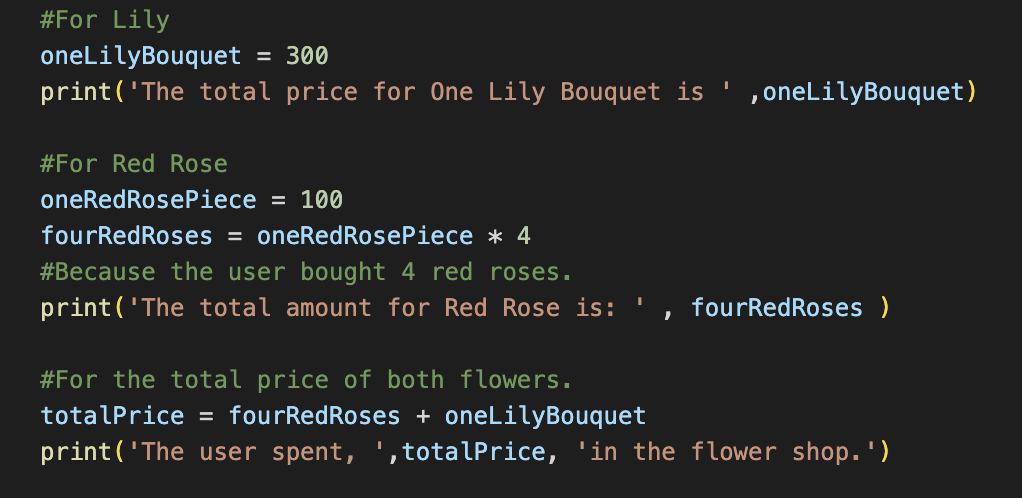 #For Lily
oneLilyBouquet = 300
print('The total price for One Lily Bouquet is ' ,oneLilyBouquet)
#For Red Rose
oneRedRosePiece = 100
fourRedRoses = oneRedRosePiece * 4
#Because the user bought 4 red roses.
print('The total amount for Red Rose is: ' , fourRedRoses )
#For the total price of both flowers.
totalPrice = fourRedRoses + oneLilyBouquet
print('The user spent, ',totalPrice, 'in the flower shop.')